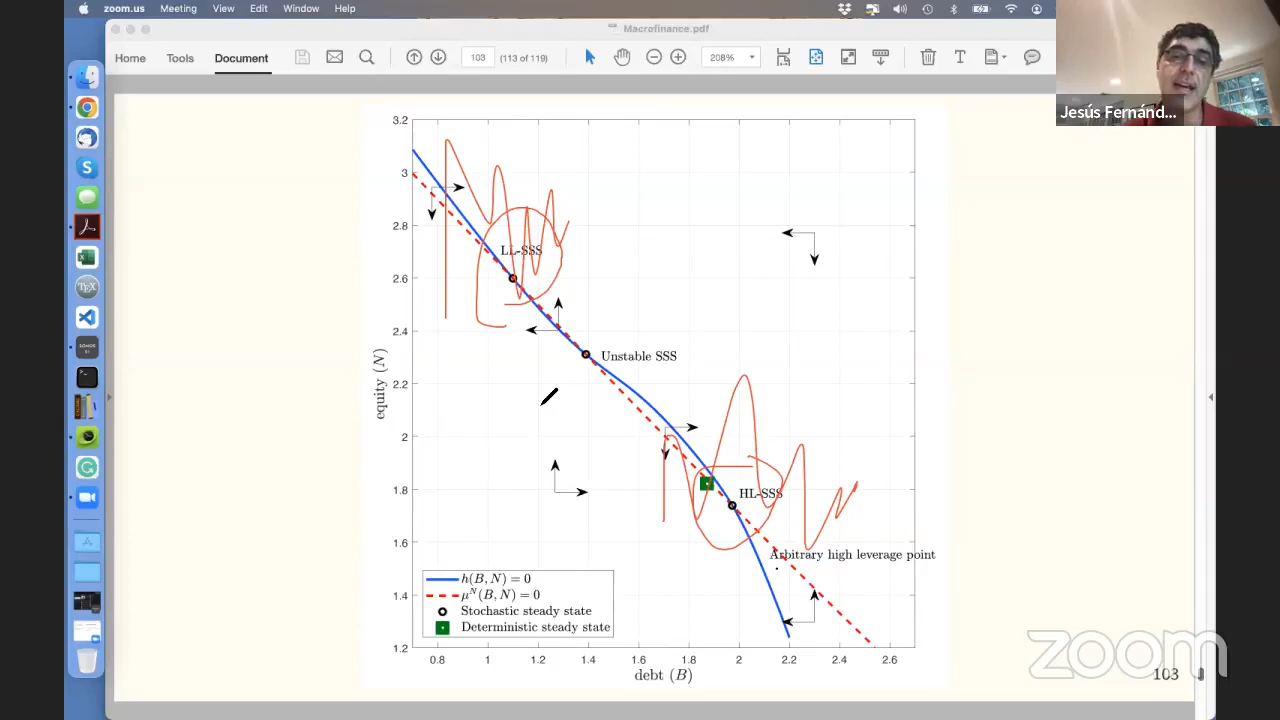 zoom.us Meeting View Edit Window Help
Macrofinance.pdf
Home Tools Document
103 (113 of 119)
208%
Jesús Fernánd...
3.2
3
2.8
2.6
2.4
2.2
2
1.8
1.6
1.4
1.2
equity (N)
LL-SSS
Unstable SSS
HL-SSS
Arbitrary high leverage point
h(B, N) = 0
μ^N(B, N) = 0
Stochastic steady state
Deterministic steady state
0.8 1 1.2 1.4 1.6 1.8 2 2.2 2.4 2.6
debt (B)
zoom
103